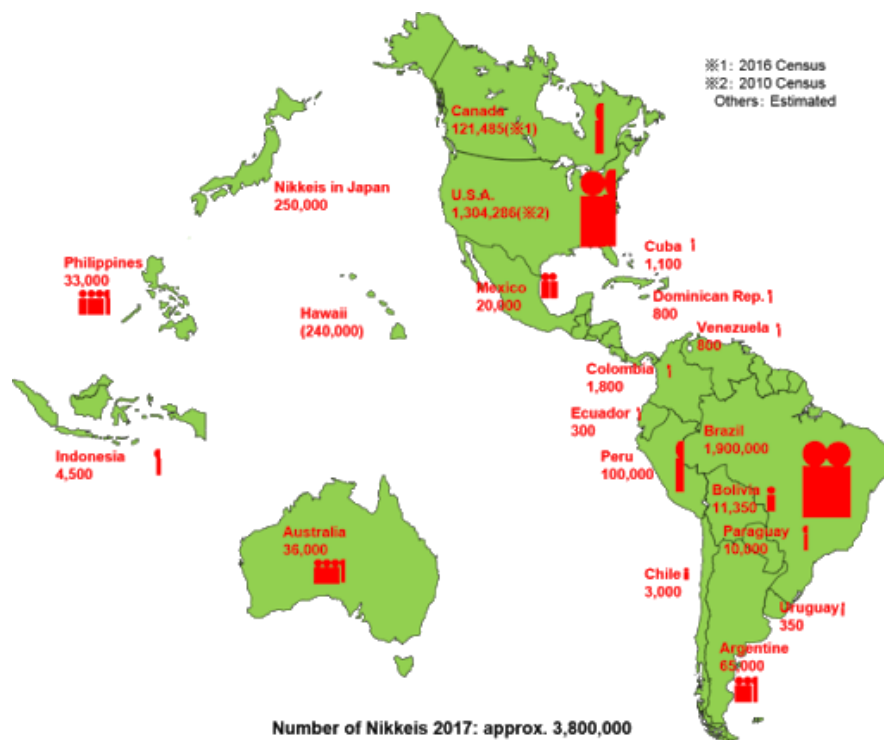 ※1: 2016 Census
※2: 2010 Census
Others: Estimated
Canada
121,485(※1)
Nikkeis in Japan
250,000
U.S.A.
1,304,286(※2)
Cuba
1,100
Philippines
33,000
Mexico
20,000
Dominican Rep.
800
Hawaii
(240,000)
Venezuela
800
Colombia
1,800
Ecuador
300
Brazil
1,900,000
Indonesia
4,500
Peru
100,000
Bolivia
11,350
Australia
36,000
Paraguay
10,000
Chile
3,000
Uruguay
350
Argentine
65,000
Number of Nikkeis 2017: approx. 3,800,000